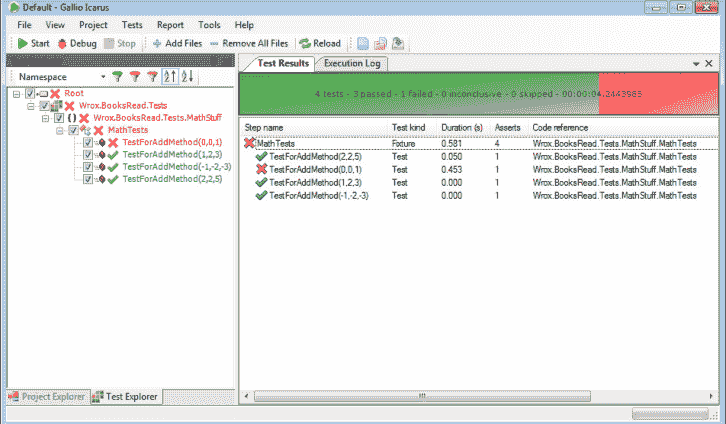 Default - Gallio Icarus
File View Project Tests Report Tools Help
Start Debug Stop Add Files Remove All Files Reload
Namespace
Root
Wrox.BooksRead.Tests
Wrox.BooksRead.Tests.MathStuff
MathTests
TestForAddMethod(0,0,1)
TestForAddMethod(1,2,3)
TestForAddMethod(-1,-2,-3)
TestForAddMethod(2,2,5)
Project Explorer Test Explorer
Test Results Execution Log
4 tests - 3 passed - 1 failed - 0 inconclusive - 0 skipped - 00:00:04.2443983
Step name Test kind Duration (s) Asserts Code reference
MathTests Fixture 0.581 4 Wrox.BooksRead.Tests.MathStuff.MathTests
TestForAddMethod(2,2,5) Test 0.050 1 Wrox.BooksRead.Tests.MathStuff.MathTests
TestForAddMethod(0,0,1) Test 0.453 1 Wrox.BooksRead.Tests.MathStuff.MathTests
TestForAddMethod(1,2,3) Test 0.000 1 Wrox.BooksRead.Tests.MathStuff.MathTests
TestForAddMethod(-1,-2,-3) Test 0.000 1 Wrox.BooksRead.Tests.MathStuff.MathTests